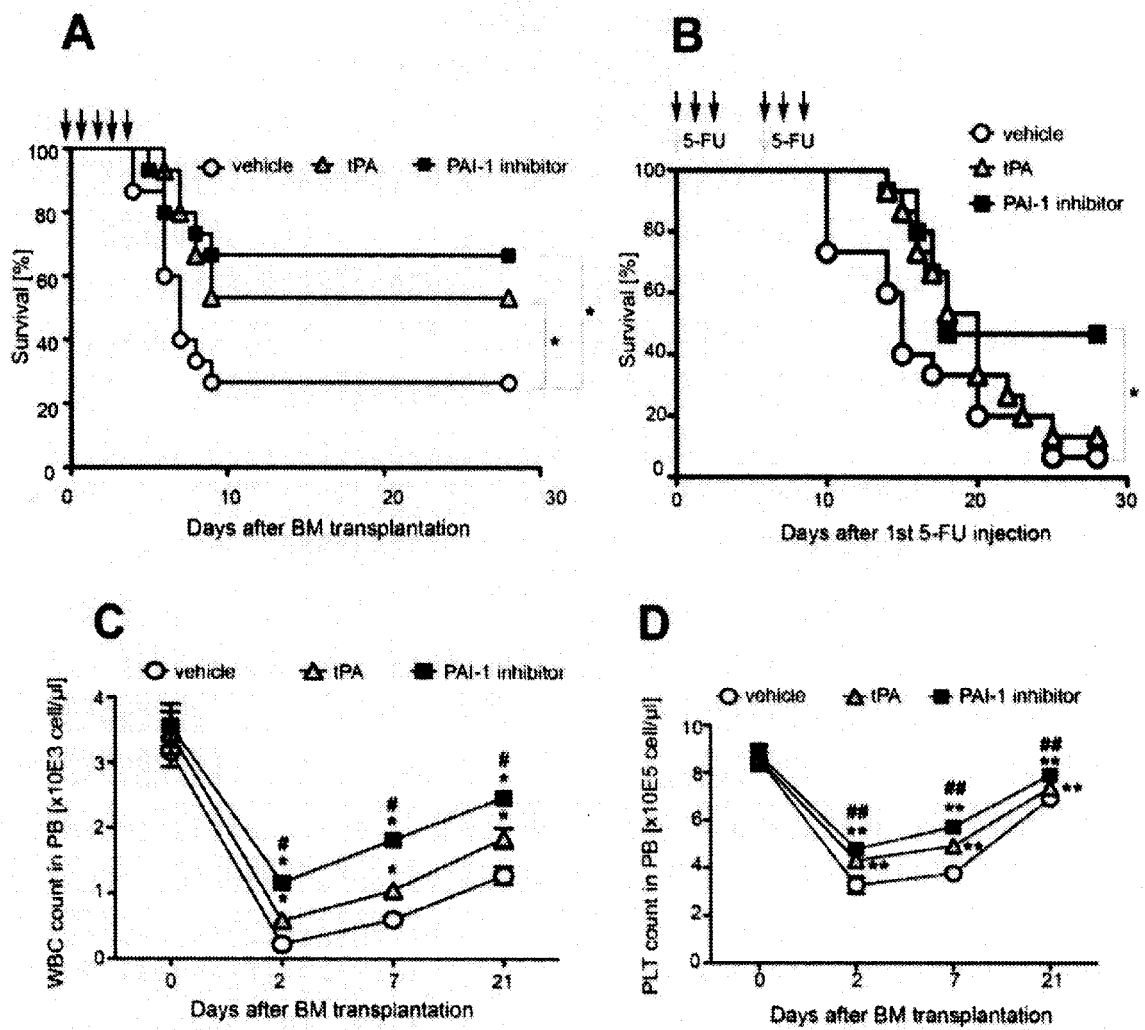 A
vehicle tPA PAI-1 inhibitor
Survival [%]
100
80
60
40
20
0
0 10 20 30
Days after BM transplantation
*
*
B
5-FU 5-FU
vehicle
tPA
PAI-1 inhibitor
Survival [%]
100
80
60
40
20
0
0 10 20 30
Days after 1st 5-FU injection
*
C
vehicle tPA PAI-1 inhibitor
WBC count in PB [x10E3 cell/µl]
4
3
2
1
0
# * *
# * *
# * *
0 2 7 21
Days after BM transplantation
D
vehicle tPA PAI-1 inhibitor
PLT count in PB [x10E5 cell/µl]
10
8
6
4
2
0
## ** **
## ** **
## ** **
0 2 7 21
Days after BM transplantation